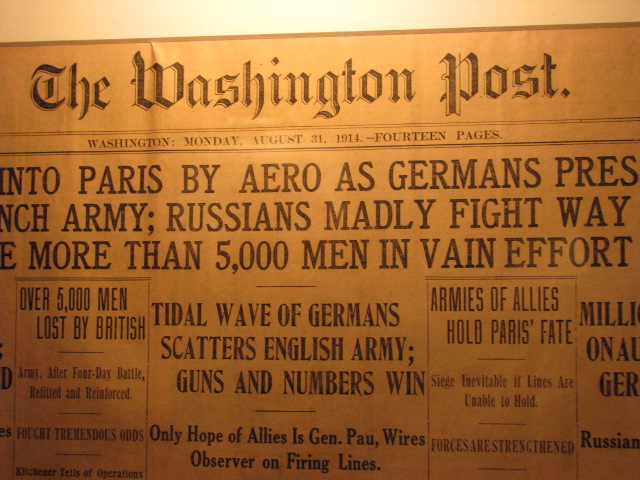 The Washington Post.
WASHINGTON: MONDAY, AUGUST 31, 1914.—FOURTEEN PAGES.
INTO PARIS BY AERO AS GERMANS PRES
NCH ARMY; RUSSIANS MADLY FIGHT WAY
E MORE THAN 5,000 MEN IN VAIN EFFORT
OVER 5,000 MEN
LOST BY BRITISH
Army, After Four-Day Battle,
Refitted and Reinforced.
FOUGHT TREMENDOUS ODDS
Kitchener Tells of Operations
TIDAL WAVE OF GERMANS
SCATTERS ENGLISH ARMY;
GUNS AND NUMBERS WIN
Only Hope of Allies Is Gen. Pau, Wires
Observer on Firing Lines.
ARMIES OF ALLIES
HOLD PARIS' FATE
Siege Inevitable if Lines Are
Unable to Hold.
FORCES ARE STRENGTHENED
MILLIO
ON AU
GER
Russian